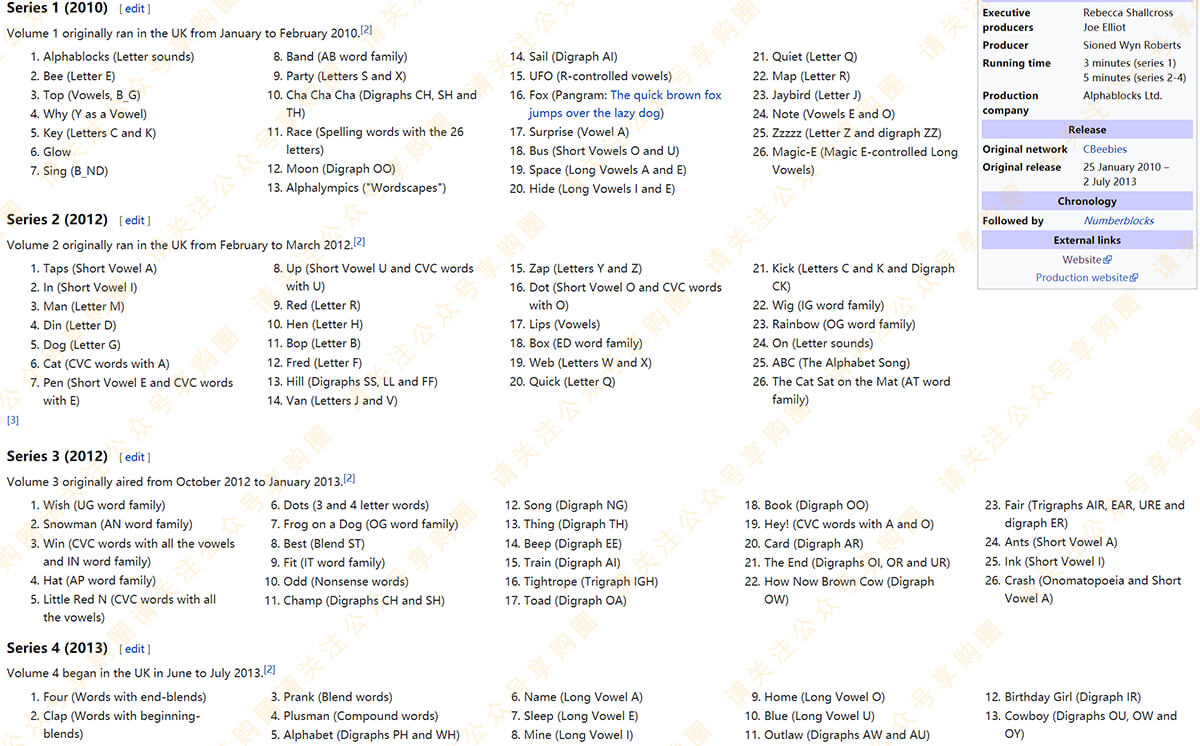 Series 1 (2010) [ edit ]
Volume 1 originally ran in the UK from January to February 2010.[2]
1. Alphablocks (Letter sounds)
2. Bee (Letter E)
3. Top (Vowels, B_G)
4. Why (Y as a Vowel)
5. Key (Letters C and K)
6. Glow
7. Sing (B_ND)
8. Band (AB word family)
9. Party (Letters S and X)
10. Cha Cha Cha (Digraphs CH, SH and
TH)
11. Race (Spelling words with the 26
letters)
12. Moon (Digraph OO)
13. Alphalympics ("Wordscapes")
14. Sail (Digraph AI)
15. UFO (R-controlled vowels)
16. Fox (Pangram: The quick brown fox
jumps over the lazy dog)
17. Surprise (Vowel A)
18. Bus (Short Vowels O and U)
19. Space (Long Vowels A and E)
20. Hide (Long Vowels I and E)
21. Quiet (Letter Q)
22. Map (Letter R)
23. Jaybird (Letter J)
24. Note (Vowels E and O)
25. Zzzzz (Letter Z and digraph ZZ)
26. Magic-E (Magic E-controlled Long
Vowels)
Executive
producers
Rebecca Shallcross
Joe Elliot
Producer Sioned Wyn Roberts
Running time 3 minutes (series 1)
5 minutes (series 2-4)
Production
company
Alphablocks Ltd.
Release
Original network CBeebies
Original release 25 January 2010 –
2 July 2013
Chronology
Followed by Numberblocks
External links
Website
Production website
Series 2 (2012) [ edit ]
Volume 2 originally ran in the UK from February to March 2012.[2]
1. Taps (Short Vowel A)
2. In (Short Vowel I)
3. Man (Letter M)
4. Din (Letter D)
5. Dog (Letter G)
6. Cat (CVC words with A)
7. Pen (Short Vowel E and CVC words
with E)
8. Up (Short Vowel U and CVC words
with U)
9. Red (Letter R)
10. Hen (Letter H)
11. Bop (Letter B)
12. Fred (Letter F)
13. Hill (Digraphs SS, LL and FF)
14. Van (Letters J and V)
15. Zap (Letters Y and Z)
16. Dot (Short Vowel O and CVC words
with O)
17. Lips (Vowels)
18. Box (ED word family)
19. Web (Letters W and X)
20. Quick (Letter Q)
21. Kick (Letters C and K and Digraph
CK)
22. Wig (IG word family)
23. Rainbow (OG word family)
24. On (Letter sounds)
25. ABC (The Alphabet Song)
26. The Cat Sat on the Mat (AT word
family)
[3]
Series 3 (2012) [ edit ]
Volume 3 originally aired from October 2012 to January 2013.[2]
1. Wish (UG word family)
2. Snowman (AN word family)
3. Win (CVC words with all the vowels
and IN word family)
4. Hat (AP word family)
5. Little Red N (CVC words with all
the vowels)
6. Dots (3 and 4 letter words)
7. Frog on a Dog (OG word family)
8. Best (Blend ST)
9. Fit (IT word family)
10. Odd (Nonsense words)
11. Champ (Digraphs CH and SH)
12. Song (Digraph NG)
13. Thing (Digraph TH)
14. Beep (Digraph EE)
15. Train (Digraph AI)
16. Tightrope (Trigraph IGH)
17. Toad (Digraph OA)
18. Book (Digraph OO)
19. Hey! (CVC words with A and O)
20. Card (Digraph AR)
21. The End (Digraphs OI, OR and UR)
22. How Now Brown Cow (Digraph
OW)
23. Fair (Trigraphs AIR, EAR, URE and
digraph ER)
24. Ants (Short Vowel A)
25. Ink (Short Vowel I)
26. Crash (Onomatopoeia and Short
Vowel A)
Series 4 (2013) [ edit ]
Volume 4 began in the UK in June to July 2013.[2]
1. Four (Words with end-blends)
2. Clap (Words with beginning-
blends)
3. Prank (Blend words)
4. Plusman (Compound words)
5. Alphabet (Digraphs PH and WH)
6. Name (Long Vowel A)
7. Sleep (Long Vowel E)
8. Mine (Long Vowel I)
9. Home (Long Vowel O)
10. Blue (Long Vowel U)
11. Outlaw (Digraphs AW and AU)
12. Birthday Girl (Digraph IR)
13. Cowboy (Digraphs OU, OW and
OY)
请关注公众号享购圈